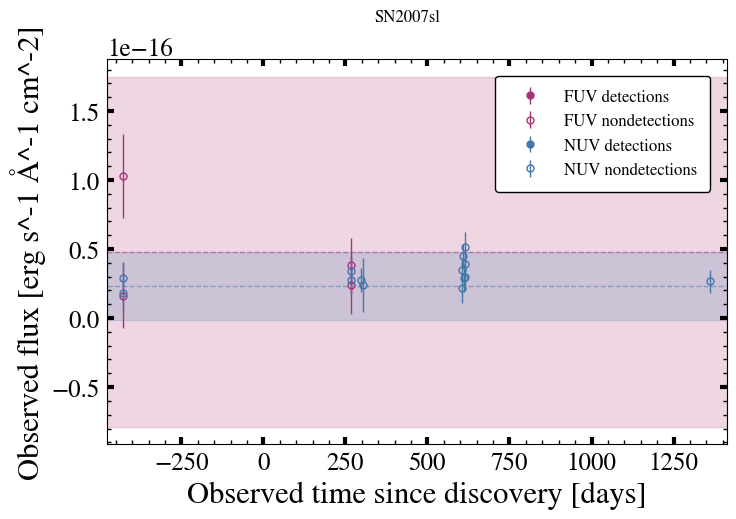 SN2007sl
1e−16
Observed flux [erg s^-1 Å^-1 cm^-2]
1.5
1.0
0.5
0.0
−0.5
FUV detections
FUV nondetections
NUV detections
NUV nondetections
−250 0 250 500 750 1000 1250
Observed time since discovery [days]